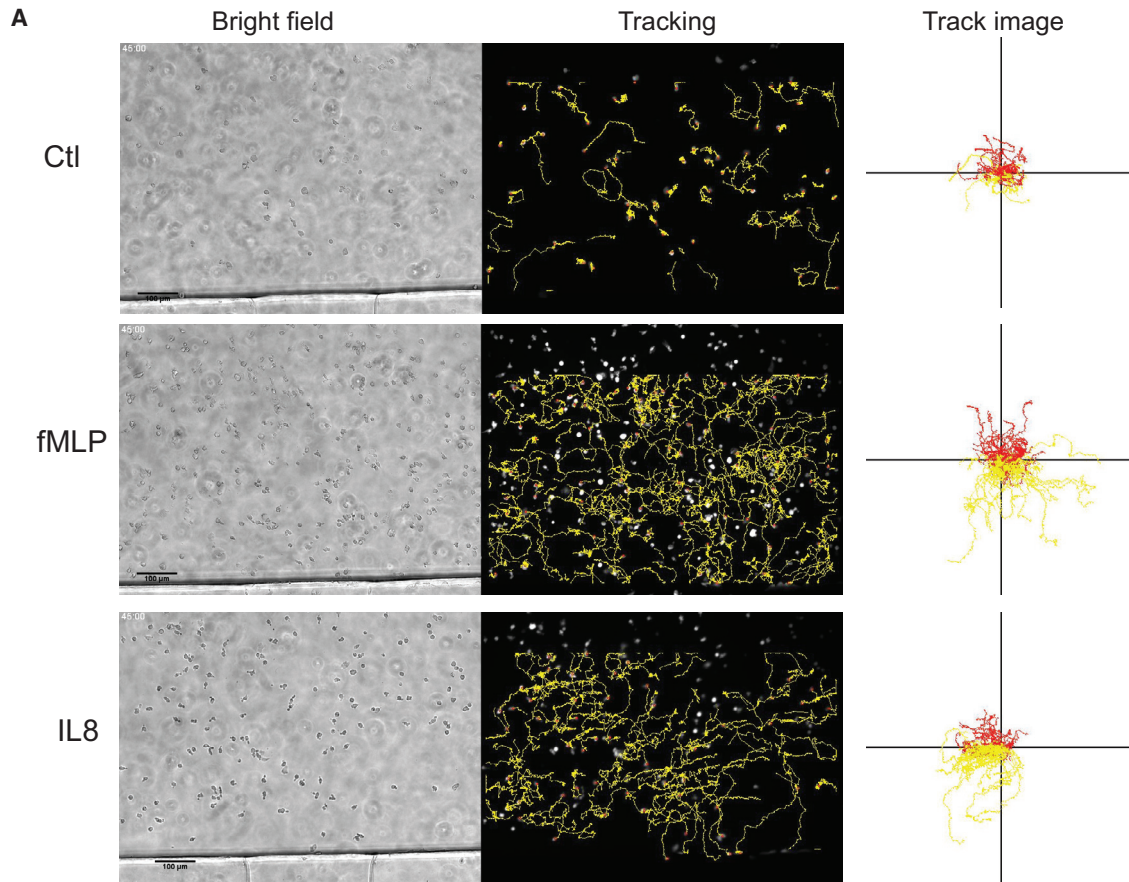 A
Bright field
Tracking
Track image
Ctl
45:00
100 µm
fMLP
45:00
100 µm
IL8
45:00
100 µm